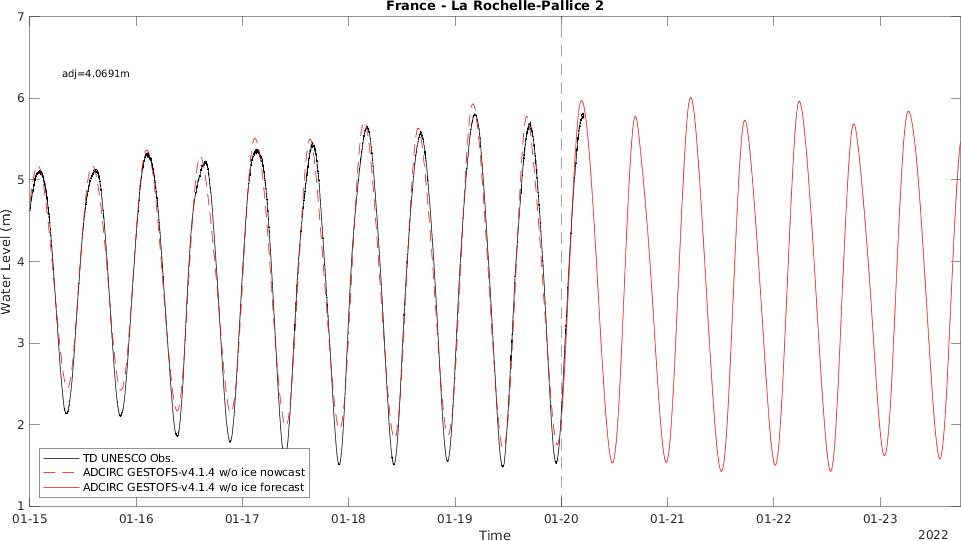 France - La Rochelle-Pallice 2
7
adj=4.0691m
6
5
4
3
2
1
Water Level (m)
TD UNESCO Obs.
ADCIRC GESTOFS-v4.1.4 w/o ice nowcast
ADCIRC GESTOFS-v4.1.4 w/o ice forecast
01-15 01-16 01-17 01-18 01-19 01-20 01-21 01-22 01-23
Time
2022